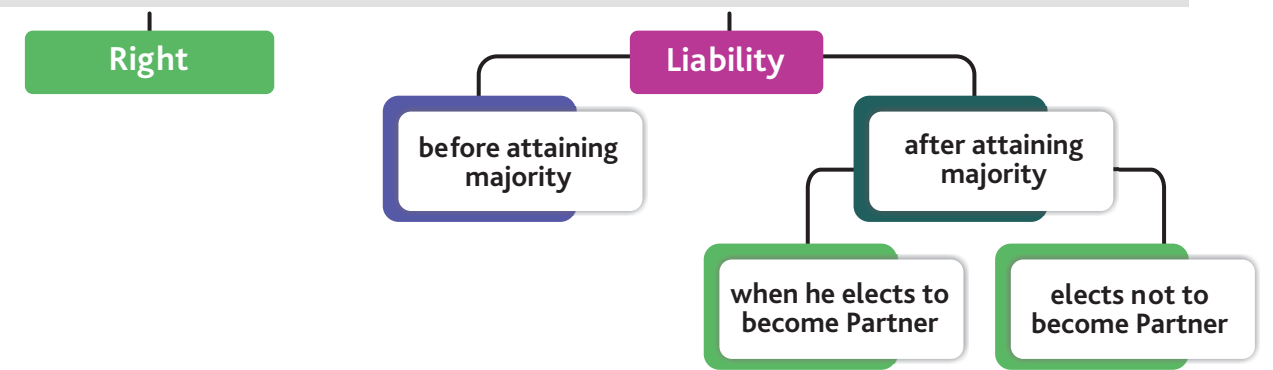 Right
Liability
before attaining
majority
after attaining
majority
when he elects to
become Partner
elects not to
become Partner